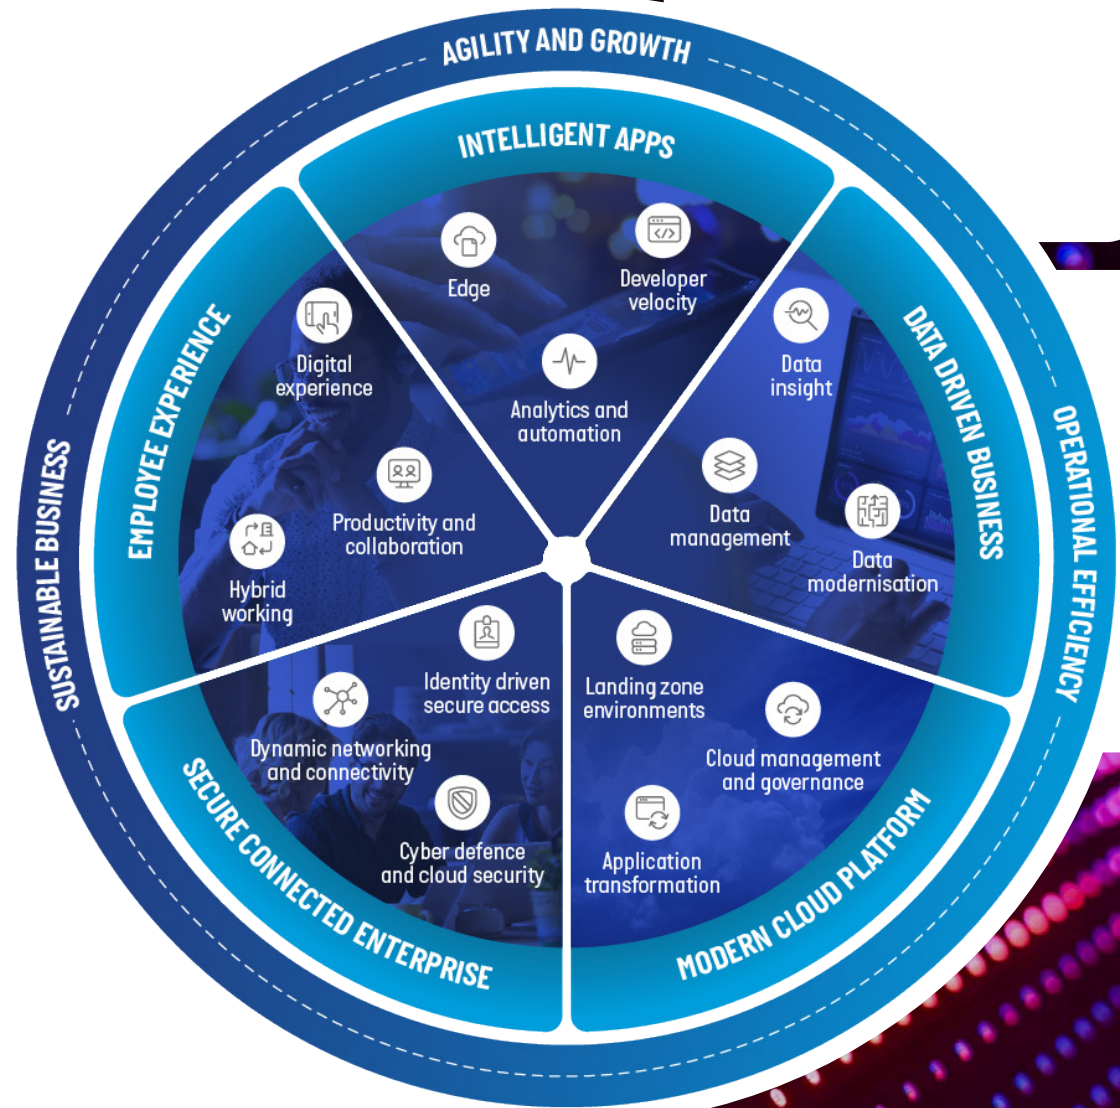 AGILITY AND GROWTH
INTELLIGENT APPS
Edge
Developer
velocity
Analytics and
automation
DATA DRIVEN BUSINESS
Data
insight
Data
management
Data
modernisation
OPERATIONAL EFFICIENCY
MODERN CLOUD PLATFORM
Landing zone
environments
Cloud management
and governance
Application
transformation
SECURE CONNECTED ENTERPRISE
Identity driven
secure access
Dynamic networking
and connectivity
Cyber defence
and cloud security
EMPLOYEE EXPERIENCE
Digital
experience
Productivity and
collaboration
Hybrid
working
SUSTAINABLE BUSINESS